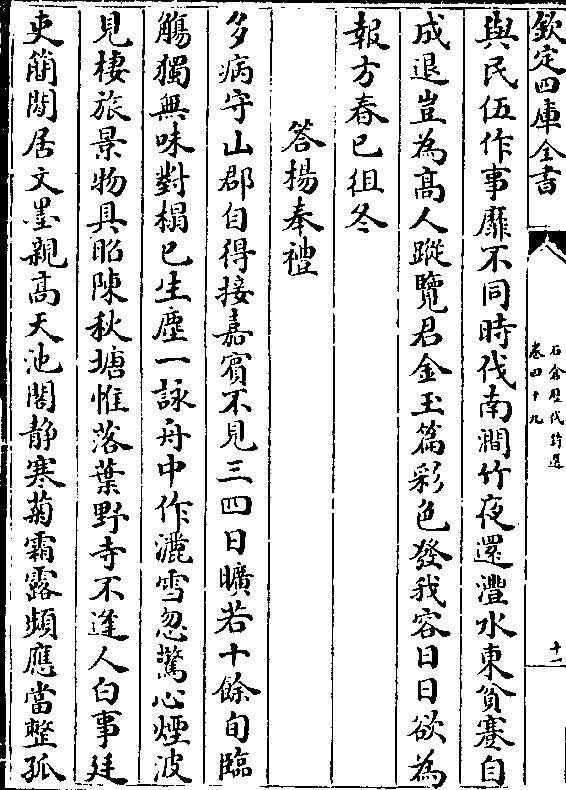 欽定四庫全書
石倉歷代詩選
卷四十九
十一
與民伍作事靡不同時伐南澗竹夜還灃水東貧蹇自
成退豈為高人蹤覽君金玉篇彩色發我容日日欲為
報方春已徂冬
答揚奉禮
多病守山郡自得接嘉賓不見三四日曠若十餘旬臨
觴獨無味對榻已生塵一詠舟中作灑雪忽驚心煙波
見棲旅景物具昭陳秋塘惟落葉野寺不逢人白事廷
吏簡閒居文墨親高天池閣静寒菊霜露頻應當整孤